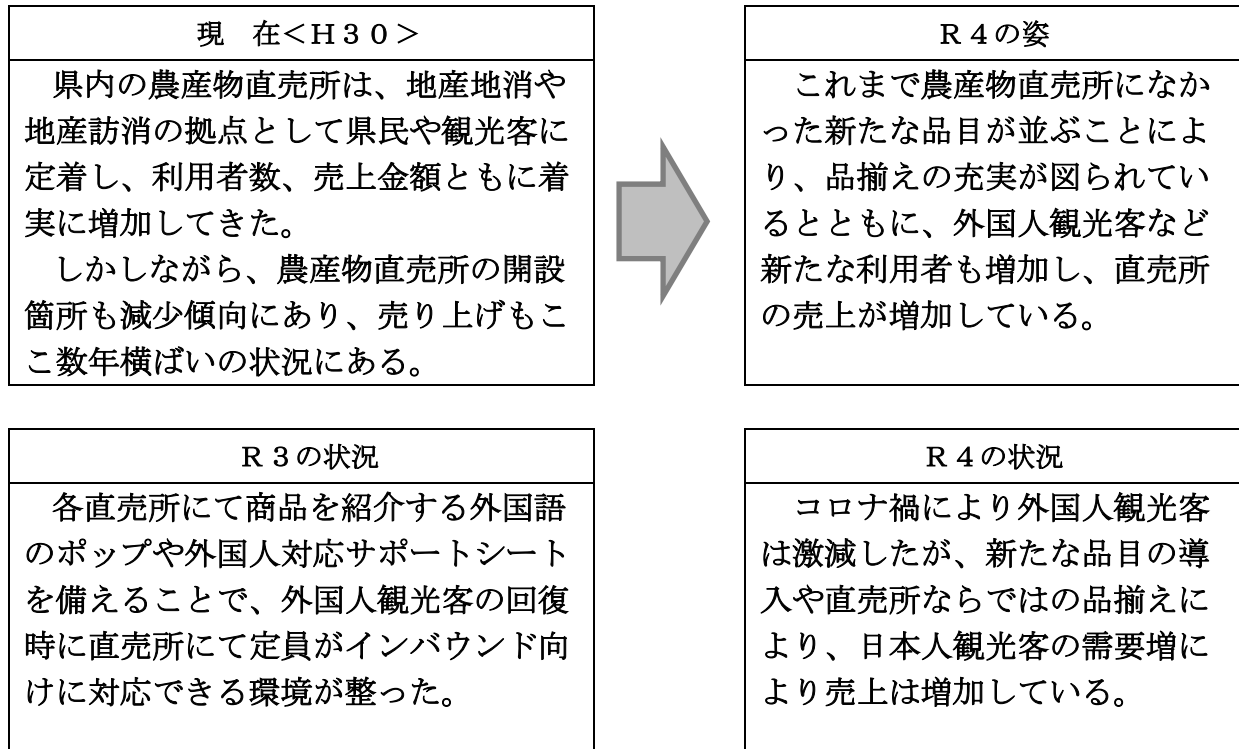 現　在＜Ｈ３０＞
　県内の農産物直売所は、地産地消や
地産訪消の拠点として県民や観光客に
定着し、利用者数、売上金額ともに着
実に増加してきた。
　しかしながら、農産物直売所の開設
箇所も減少傾向にあり、売り上げもこ
こ数年横ばいの状況にある。
Ｒ４の姿
　これまで農産物直売所になか
った新たな品目が並ぶことによ
り、品揃えの充実が図られてい
るとともに、外国人観光客など
新たな利用者も増加し、直売所
の売上が増加している。
Ｒ３の状況
　各直売所にて商品を紹介する外国語
のポップや外国人対応サポートシート
を備えることで、外国人観光客の回復
時に直売所にて定員がインバウンド向
けに対応できる環境が整った。
Ｒ４の状況
　コロナ禍により外国人観光客
は激減したが、新たな品目の導
入や直売所ならではの品揃えに
より、日本人観光客の需要増に
より売上は増加している。